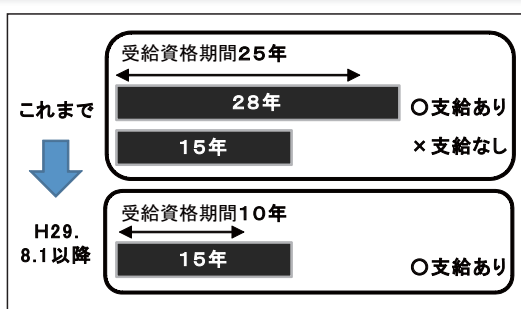 受給資格期間25年
これまで
28年
○支給あり
15年
×支給なし
H29.
8.1以降
受給資格期間10年
15年
○支給あり